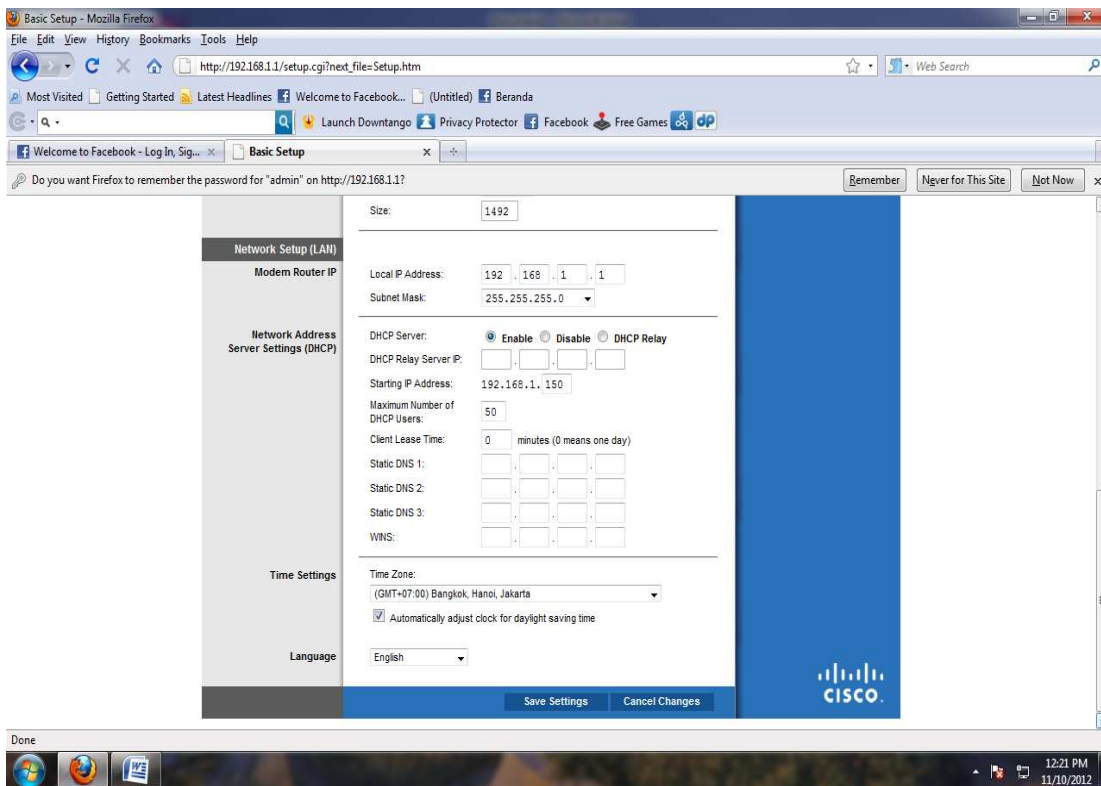 Basic Setup - Mozilla Firefox
File Edit View History Bookmarks Tools Help
http://192.168.1.1/setup.cgi?next_file=Setup.htm
Web Search
Most Visited Getting Started Latest Headlines Welcome to Facebook... (Untitled) Beranda
Launch Downtango Privacy Protector Facebook Free Games dp
Welcome to Facebook - Log In, Sig... Basic Setup
Do you want Firefox to remember the password for "admin" on http://192.168.1.1? Remember Never for This Site Not Now
Size: 1492
Network Setup (LAN)
Modem Router IP Local IP Address: 192 . 168 . 1 . 1
Subnet Mask: 255.255.255.0
Network Address Server Settings (DHCP)
DHCP Server: Enable Disable DHCP Relay
DHCP Relay Server IP: . . .
Starting IP Address: 192.168.1. 150
Maximum Number of DHCP Users: 50
Client Lease Time: 0 minutes (0 means one day)
Static DNS 1: . . .
Static DNS 2: . . .
Static DNS 3: . . .
WINS: . . .
Time Settings Time Zone:
(GMT+07:00) Bangkok, Hanoi, Jakarta
Automatically adjust clock for daylight saving time
Language English
Save Settings Cancel Changes
CISCO.
Done
12:21 PM
11/10/2012